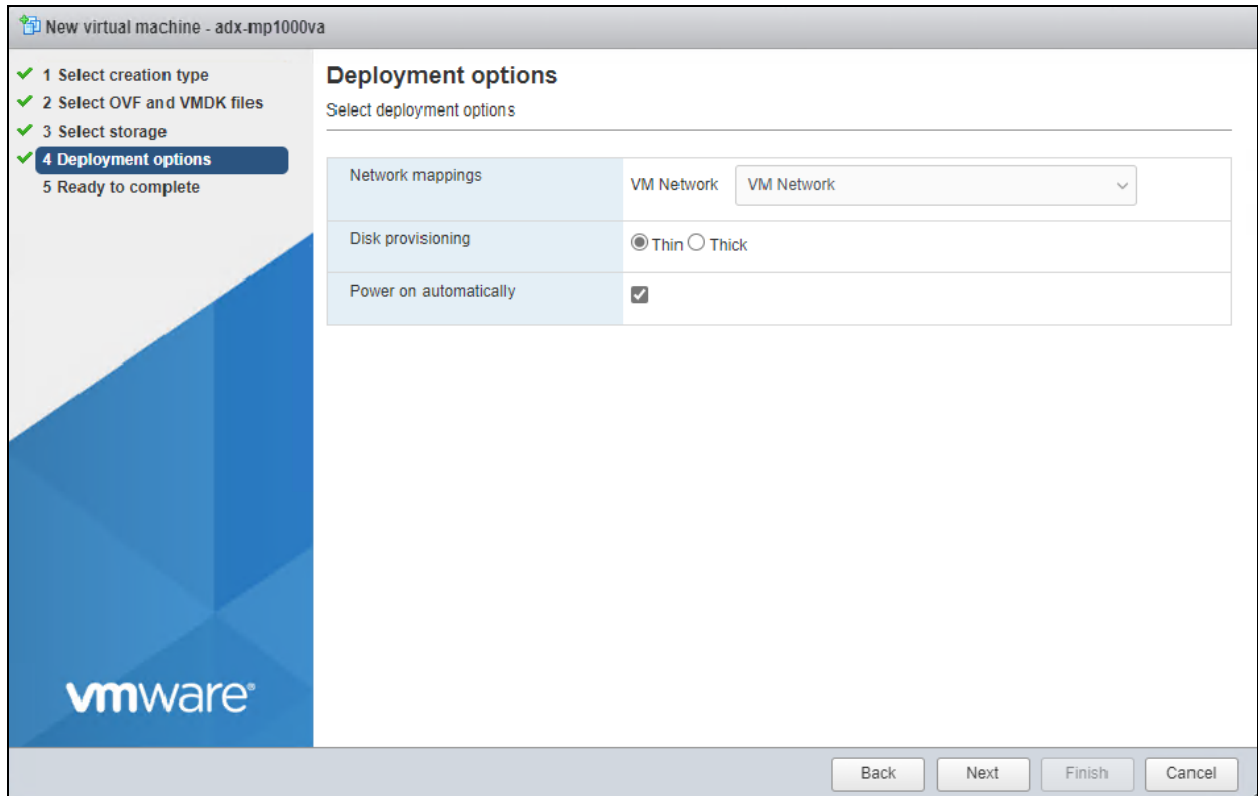 New virtual machine - adx-mp1000va
1 Select creation type
2 Select OVF and VMDK files
3 Select storage
4 Deployment options
5 Ready to complete
Deployment options
Select deployment options
Network mappings
VM Network VM Network
Disk provisioning
Thin Thick
Power on automatically
vmware®
Back Next Finish Cancel